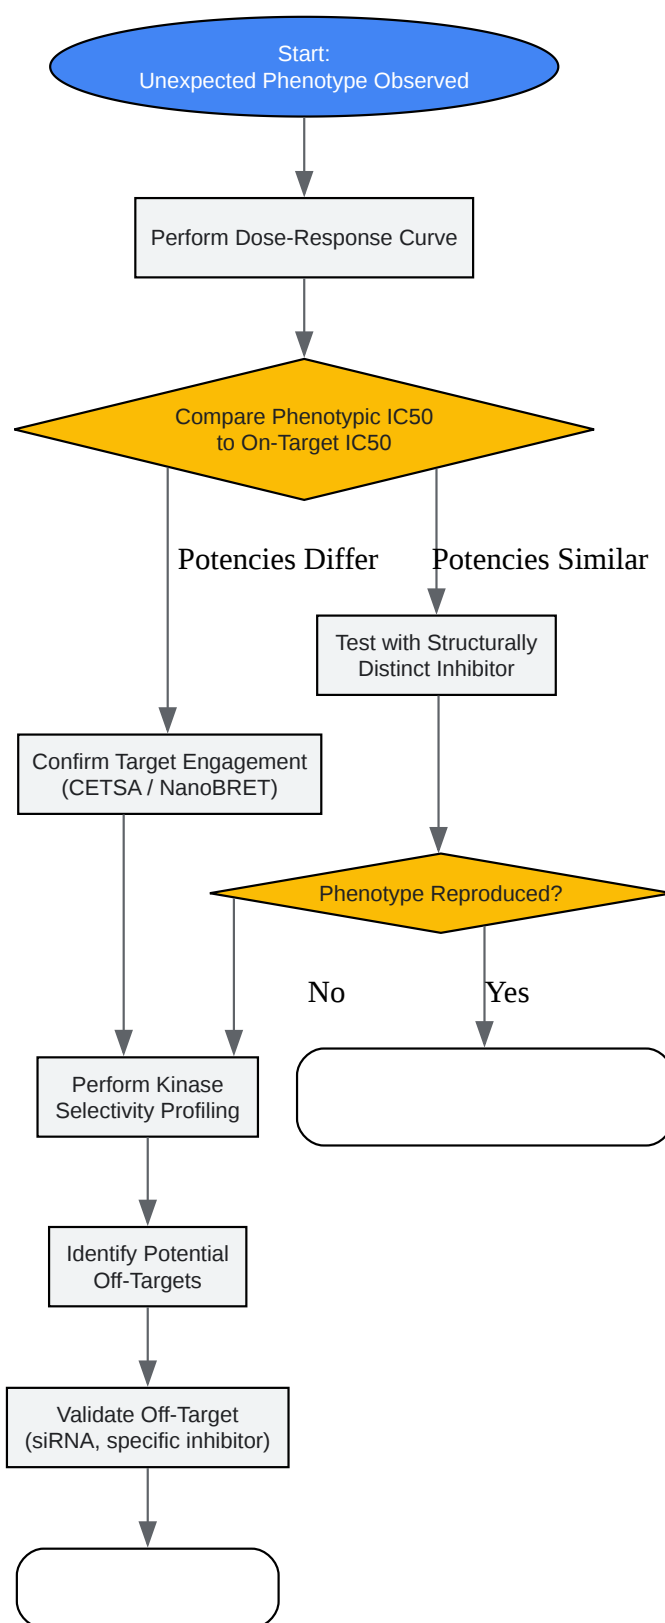 Start:
Unexpected Phenotype Observed
Perform Dose-Response Curve
Compare Phenotypic IC50
to On-Target IC50
Potencies Differ
Potencies Similar
Test with Structurally
Distinct Inhibitor
Confirm Target Engagement
(CETSA / NanoBRET)
Phenotype Reproduced?
No
Yes
Perform Kinase
Selectivity Profiling
Identify Potential
Off-Targets
Validate Off-Target
(siRNA, specific inhibitor)